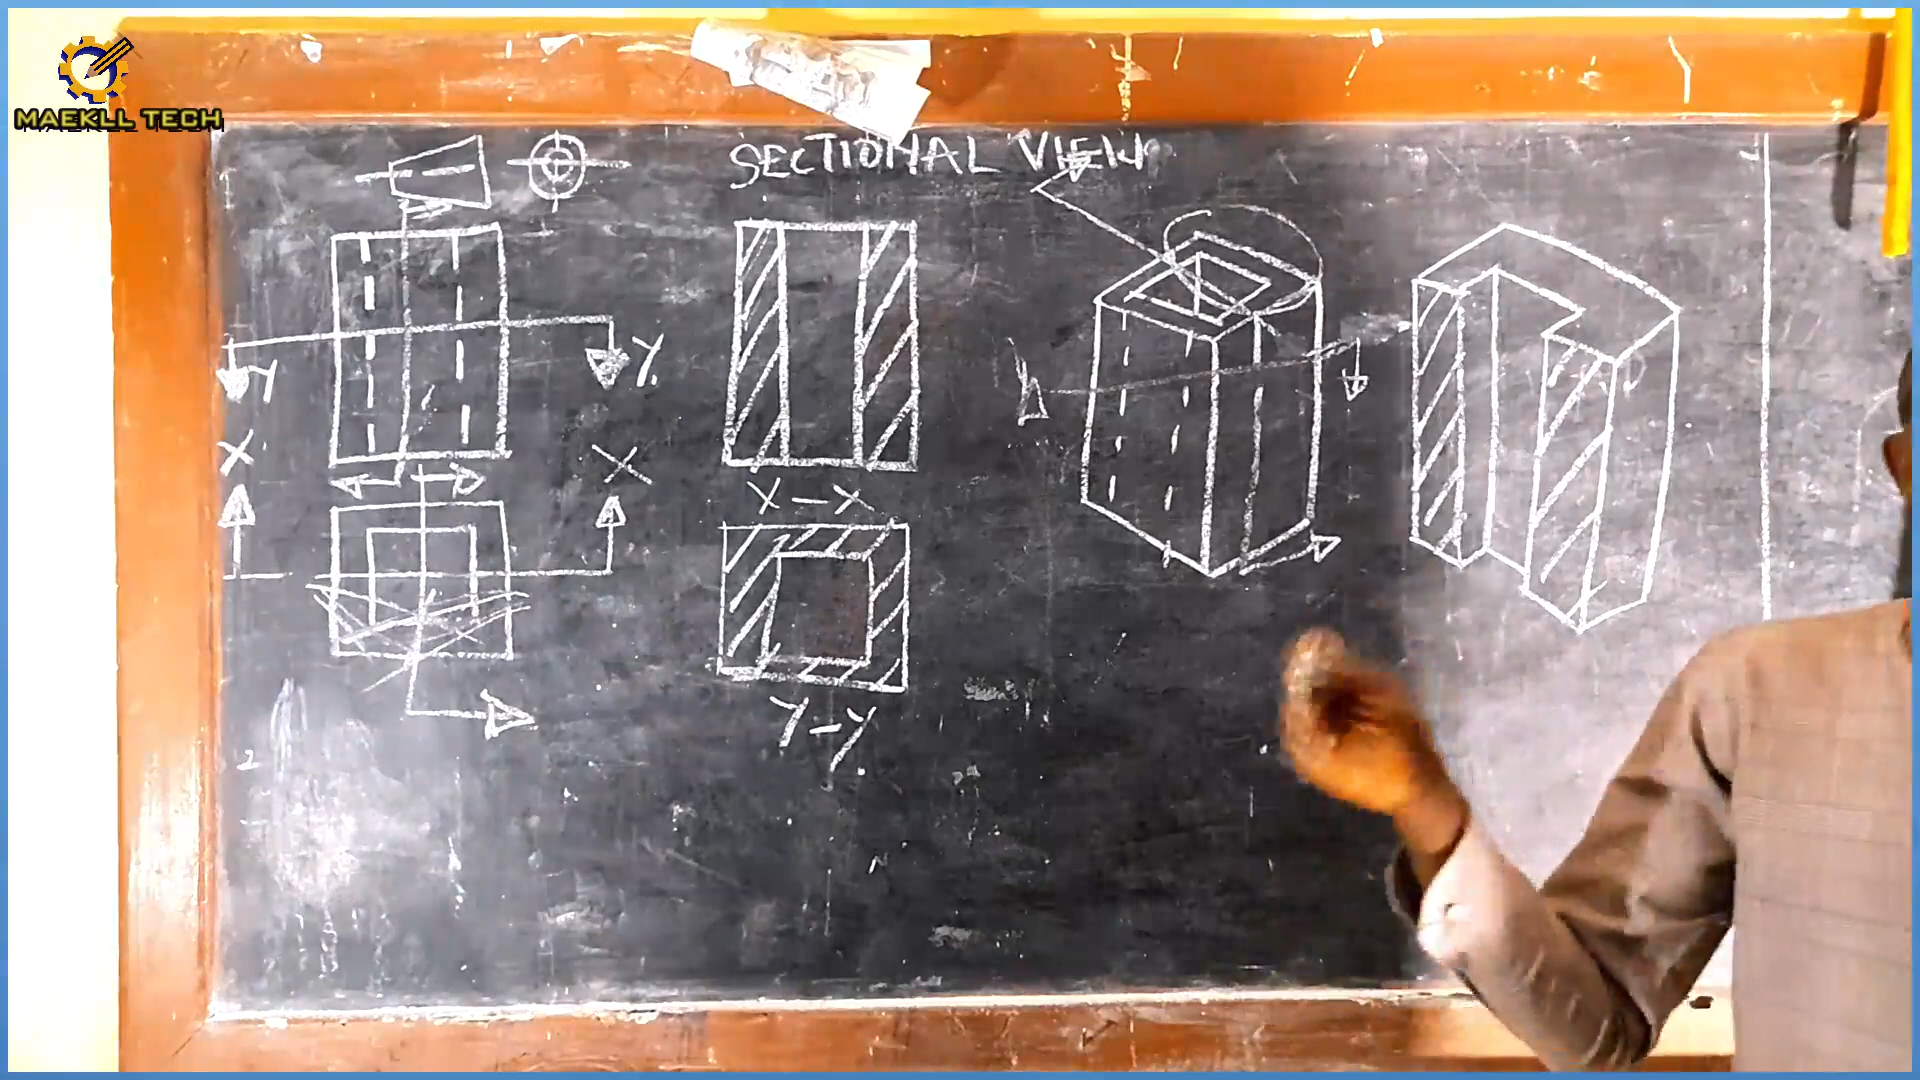 MAEKLL TECH
SECTIONAL VIEW
Y Y
X X
X-X
Y-Y